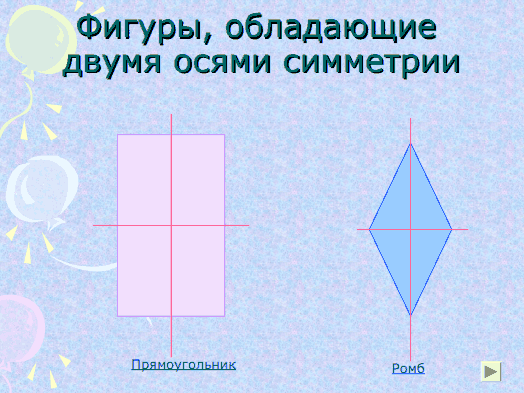 Фигуры, обладающие
двумя осями симметрии
Прямоугольник
Ромб